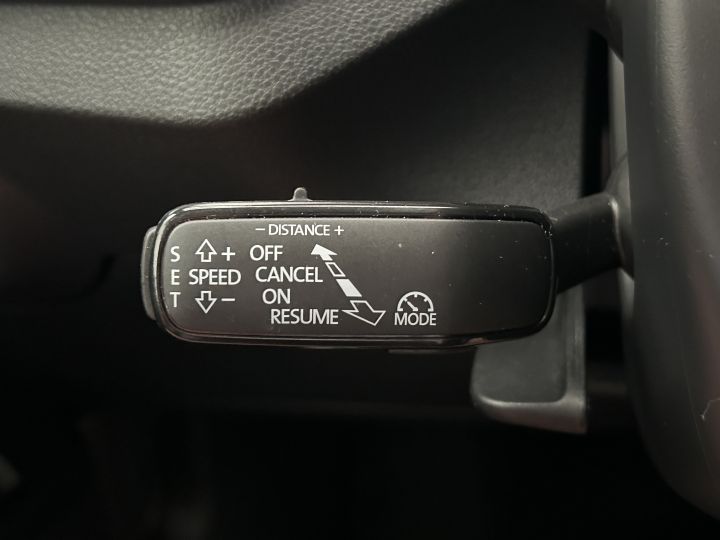 − DISTANCE +
S + OFF
E SPEED CANCEL
T − ON
RESUME
MODE